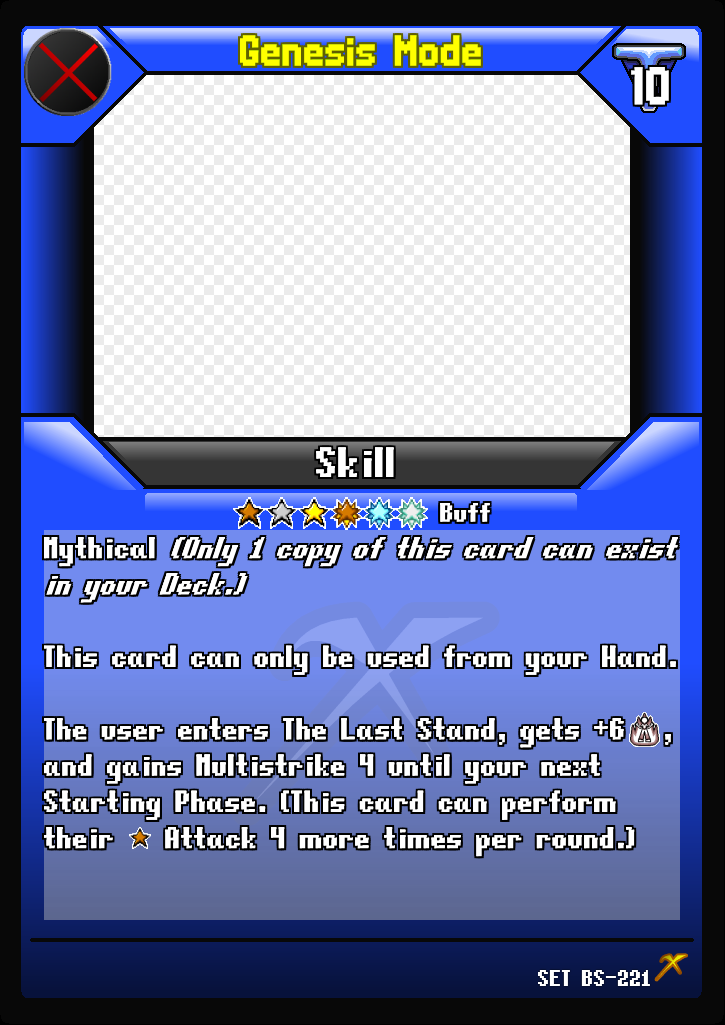 Genesis Mode
10
Skill
Buff
Mythical (Only 1 copy of this card can exist
in your Deck.)
This card can only be used from your Hand.
The user enters The Last Stand, gets +6 ,
and gains Multistrike 4 until your next
Starting Phase. (This card can perform
their Attack 4 more times per round.)
SET BS-221